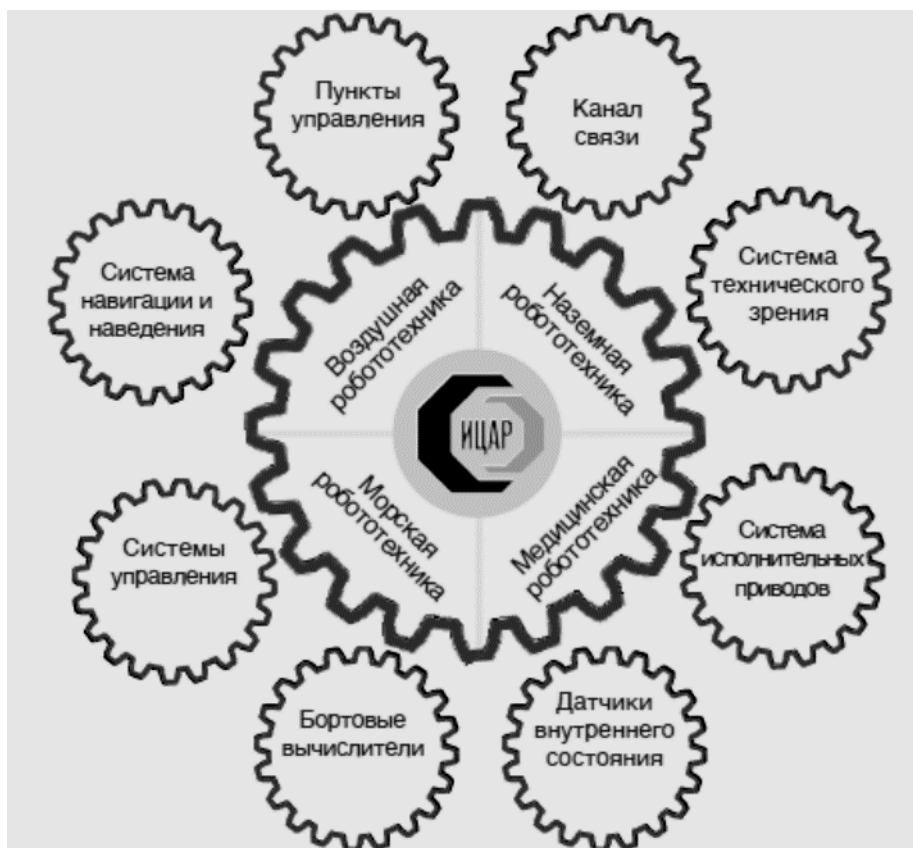 Пункты
управления
Канал
связи
Система
навигации и
наведения
Система
технического
зрения
Воздушная
робототехника
Наземная
робототехника
ИЦАР
Морская
робототехника
Медицинская
робототехника
Системы
управления
Система
исполнительных
приводов
Бортовые
вычислители
Датчики
внутреннего
состояния